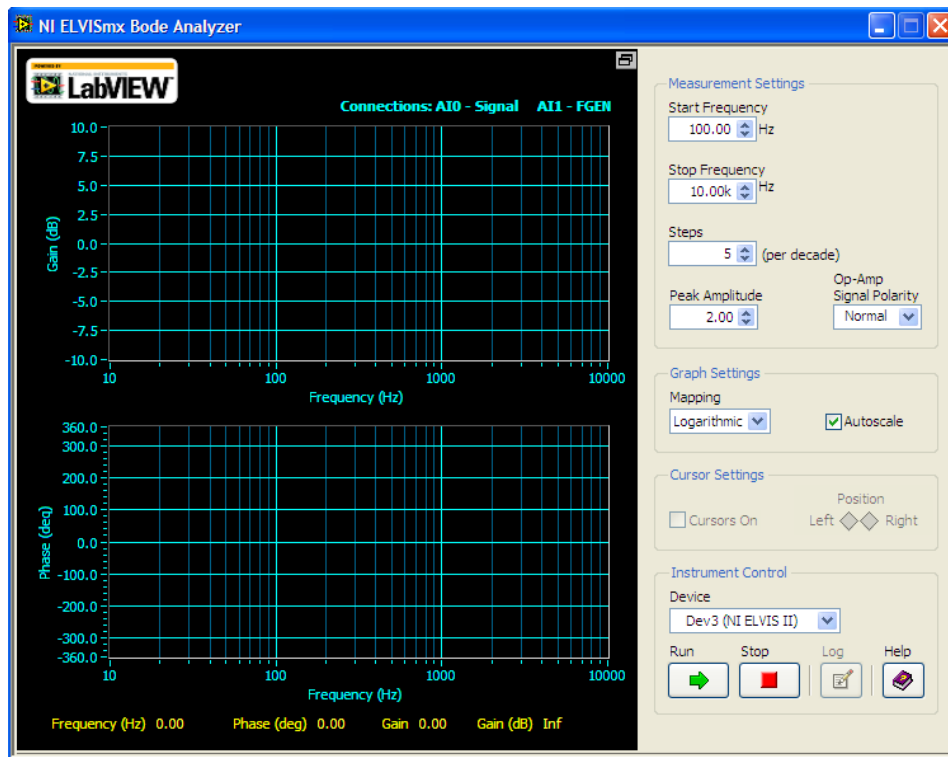 NI ELVISmx Bode Analyzer
POWERED BY
NATIONAL INSTRUMENTS
LabVIEW
Connections: AI0 - Signal AI1 - FGEN
Gain (dB)
10.0
7.5
5.0
2.5
0.0
-2.5
-5.0
-7.5
-10.0
10 100 1000 10000
Frequency (Hz)
Phase (deg)
360.0
300.0
200.0
100.0
0.0
-100.0
-200.0
-300.0
-360.0
10 100 1000 10000
Frequency (Hz)
Frequency (Hz) 0.00 Phase (deg) 0.00 Gain 0.00 Gain (dB) Inf
Measurement Settings
Start Frequency
100.00 Hz
Stop Frequency
10.00k Hz
Steps
5 (per decade)
Peak Amplitude
2.00
Op-Amp
Signal Polarity
Normal
Graph Settings
Mapping
Logarithmic Autoscale
Cursor Settings
Position
Cursors On Left Right
Instrument Control
Device
Dev3 (NI ELVIS II)
Run Stop Log Help